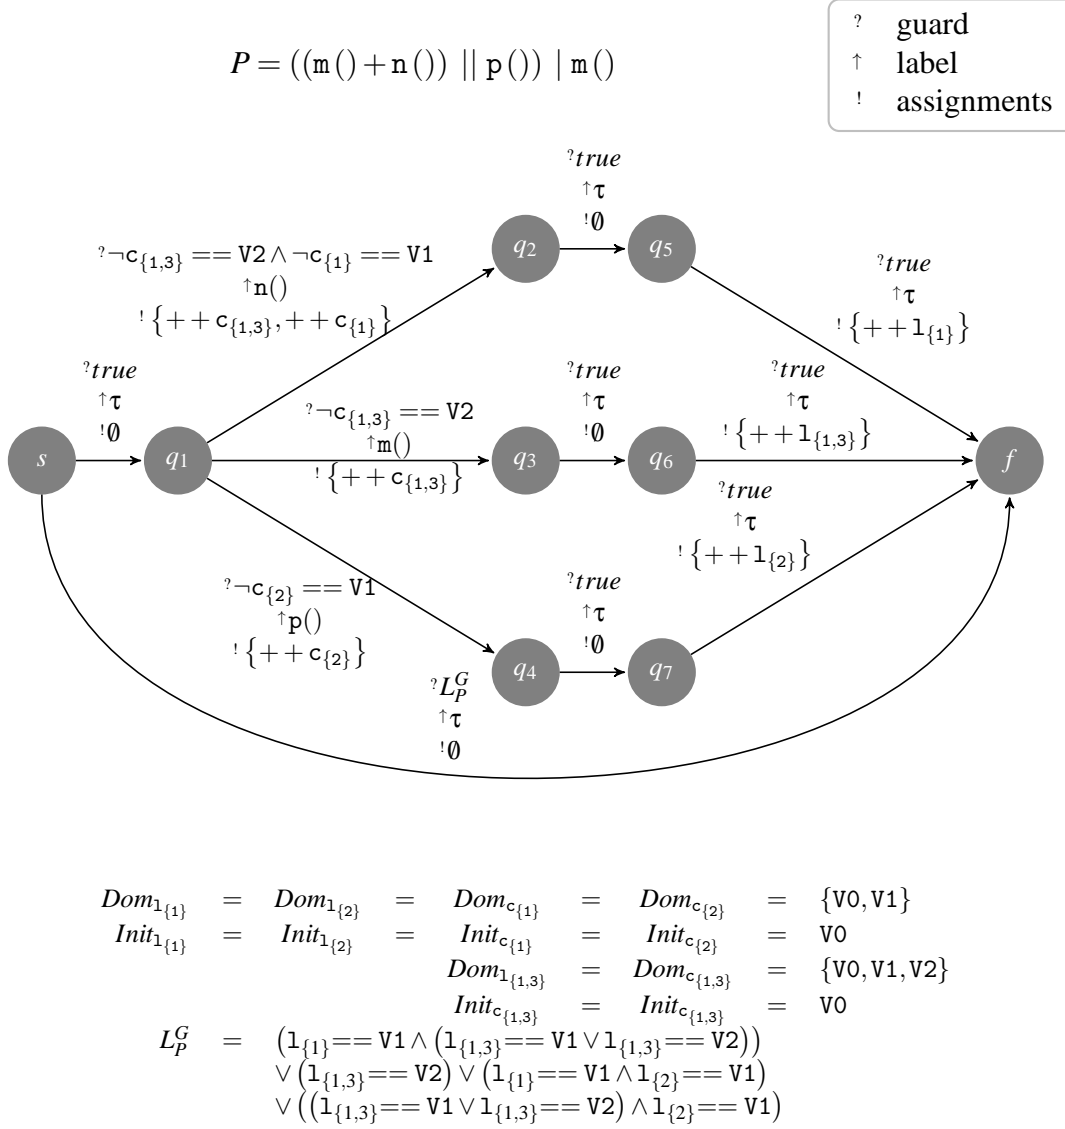 ? guard
P = ((m() + n()) || p()) | m()
↑ label
! assignments
?true
↑τ
!∅
q2
q5
?¬c{1,3} == V2 ∧ ¬c{1} == V1
↑n()
! {++c{1,3}, ++c{1}}
?true
↑τ
! {++l{1}}
?true
↑τ
!∅
?¬c{1,3} == V2
↑m()
! {++c{1,3}}
?true
↑τ
!∅
?true
↑τ
! {++l{1,3}}
s
q1
q3
q6
f
?true
↑τ
! {++l{2}}
?¬c{2} == V1
↑p()
! {++c{2}}
?true
↑τ
!∅
q4
q7
?L_P^G
↑τ
!∅
Dom_l{1} = Dom_l{2} = Dom_c{1} = Dom_c{2} = {V0,V1}
Init_l{1} = Init_l{2} = Init_c{1} = Init_c{2} = V0
Dom_l{1,3} = Dom_c{1,3} = {V0,V1,V2}
Init_c{1,3} = Init_c{1,3} = V0
L_P^G = (l{1}== V1 ∧ (l{1,3}== V1 ∨ l{1,3}== V2))
∨ (l{1,3}== V2) ∨ (l{1}== V1 ∧ l{2}== V1)
∨ ((l{1,3}== V1 ∨ l{1,3}== V2) ∧ l{2}== V1)